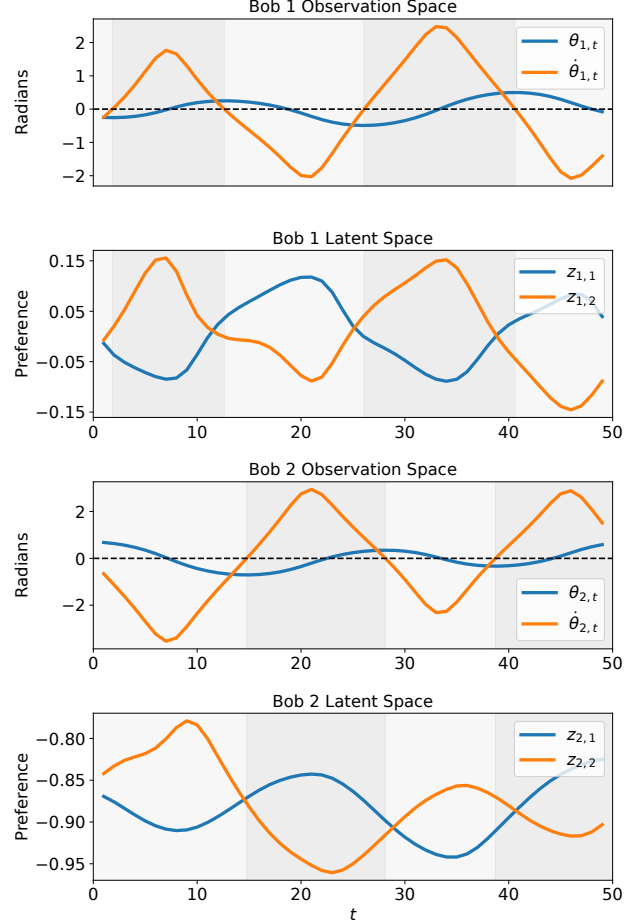 Bob 1 Observation Space
Radians
2
1
0
−1
−2
θ1,t
θ̇1,t
Bob 1 Latent Space
Preference
0.15
0.05
−0.05
−0.15
z1,1
z1,2
0 10 20 30 40 50
Bob 2 Observation Space
Radians
2
0
−2
θ2,t
θ̇2,t
0 10 20 30 40 50
Bob 2 Latent Space
Preference
−0.80
−0.85
−0.90
−0.95
z2,1
z2,2
0 10 20 30 40 50
t